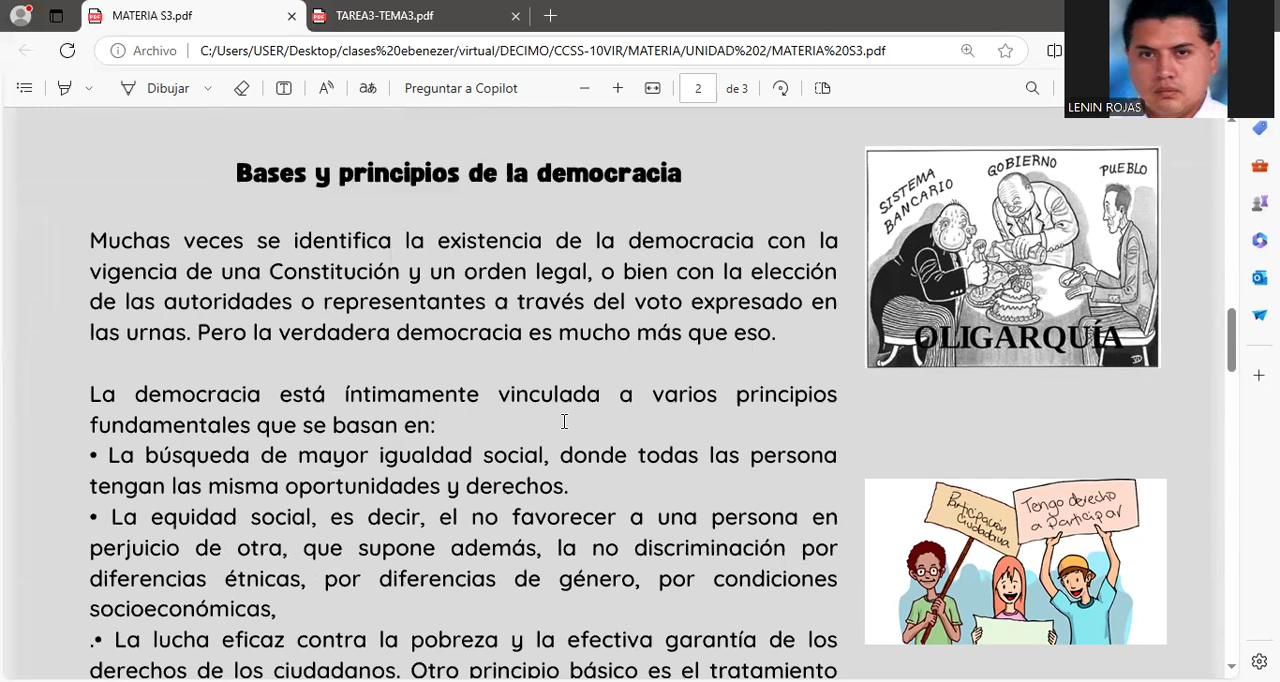 MATERIA S3.pdf
TAREA3-TEMA3.pdf
Archivo
C:/Users/USER/Desktop/clases%20ebenezer/virtual/DECIMO/CCSS-10VIR/MATERIA/UNIDAD%202/MATERIA%20S3.pdf
Dibujar
aあ
Preguntar a Copilot
2
de 3
LENIN ROJAS
Bases y principios de la democracia
Muchas veces se identifica la existencia de la democracia con la
vigencia de una Constitución y un orden legal, o bien con la elección
de las autoridades o representantes a través del voto expresado en
las urnas. Pero la verdadera democracia es mucho más que eso.
La democracia está íntimamente vinculada a varios principios
fundamentales que se basan en:
• La búsqueda de mayor igualdad social, donde todas las persona
tengan las misma oportunidades y derechos.
• La equidad social, es decir, el no favorecer a una persona en
perjuicio de otra, que supone además, la no discriminación por
diferencias étnicas, por diferencias de género, por condiciones
socioeconómicas,
.• La lucha eficaz contra la pobreza y la efectiva garantía de los
derechos de los ciudadanos. Otro principio básico es el tratamiento
SISTEMA
BANCARIO
GOBIERNO
PUEBLO
OLIGARQUÍA
Participación
Ciudadana
Tengo derecho
a Participar